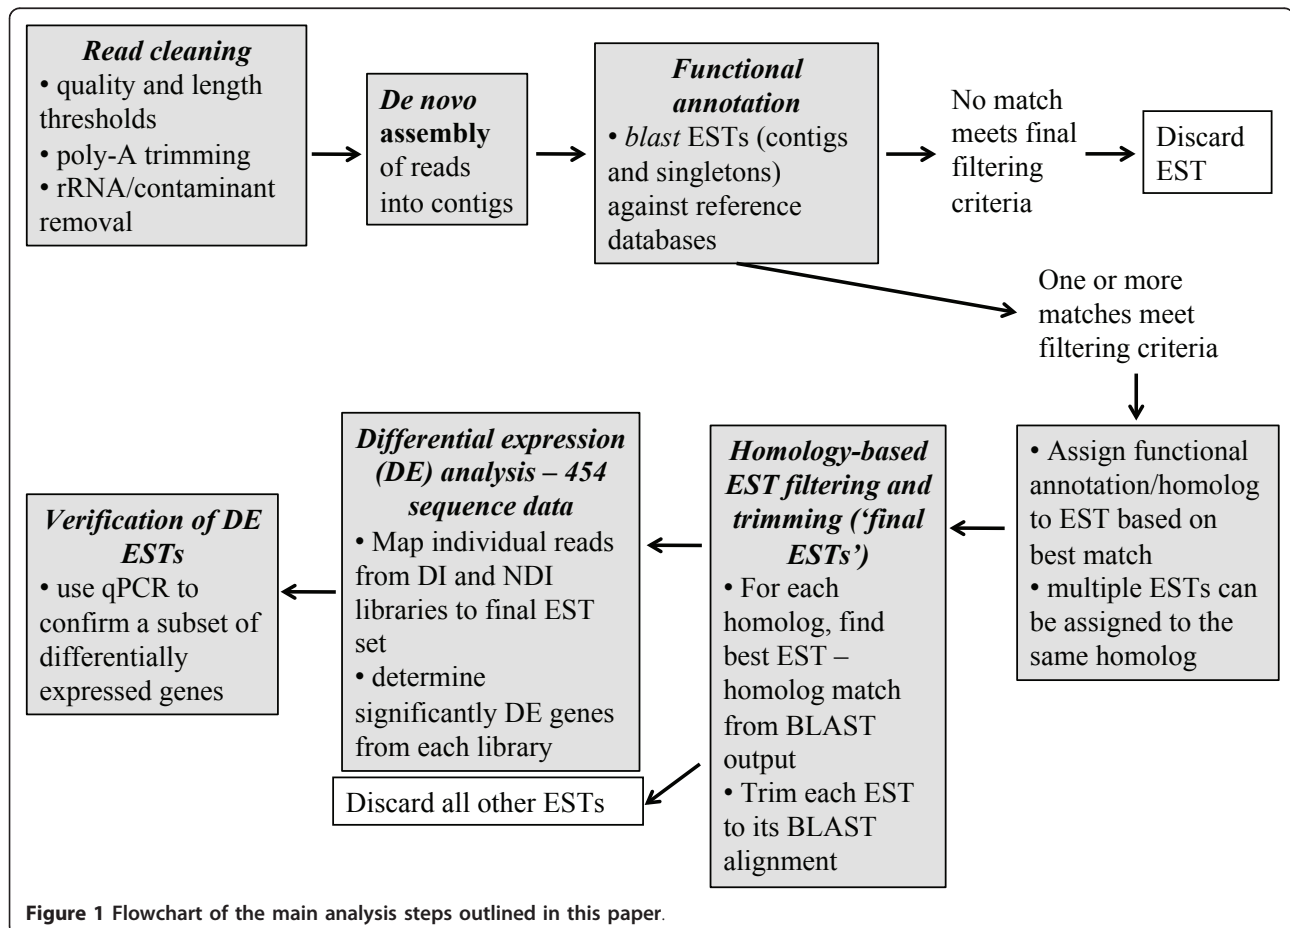 Read cleaning
• quality and length
thresholds
• poly-A trimming
• rRNA/contaminant
removal
De novo
assembly
of reads
into contigs
Functional
annotation
• blast ESTs (contigs
and singletons)
against reference
databases
No match
meets final
filtering
criteria
Discard
EST
One or more
matches meet
filtering criteria
• Assign functional
annotation/homolog
to EST based on
best match
• multiple ESTs can
be assigned to the
same homolog
Homology-based
EST filtering and
trimming (‘final
ESTs’)
• For each
homolog, find
best EST –
homolog match
from BLAST
output
• Trim each EST
to its BLAST
alignment
Differential expression
(DE) analysis – 454
sequence data
• Map individual reads
from DI and NDI
libraries to final EST
set
• determine
significantly DE genes
from each library
Discard all other ESTs
Verification of DE
ESTs
• use qPCR to
confirm a subset of
differentially
expressed genes
Figure 1 Flowchart of the main analysis steps outlined in this paper.